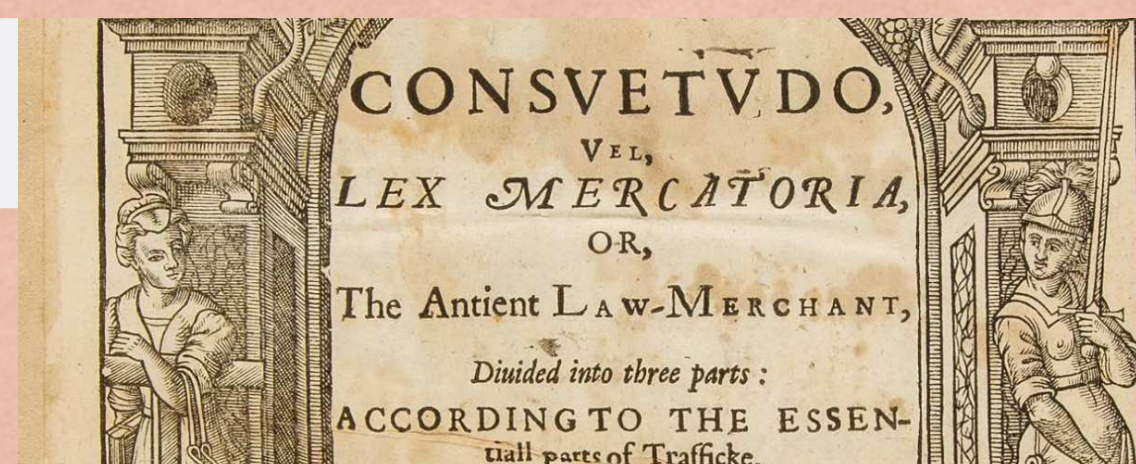 CONSVETVDO,
VEL,
LEX MERCATORIA,
OR,
The Antient LAW-MERCHANT,
Diuided into three parts:
ACCORDING TO THE ESSEN-
tiall parts of Trafficke.